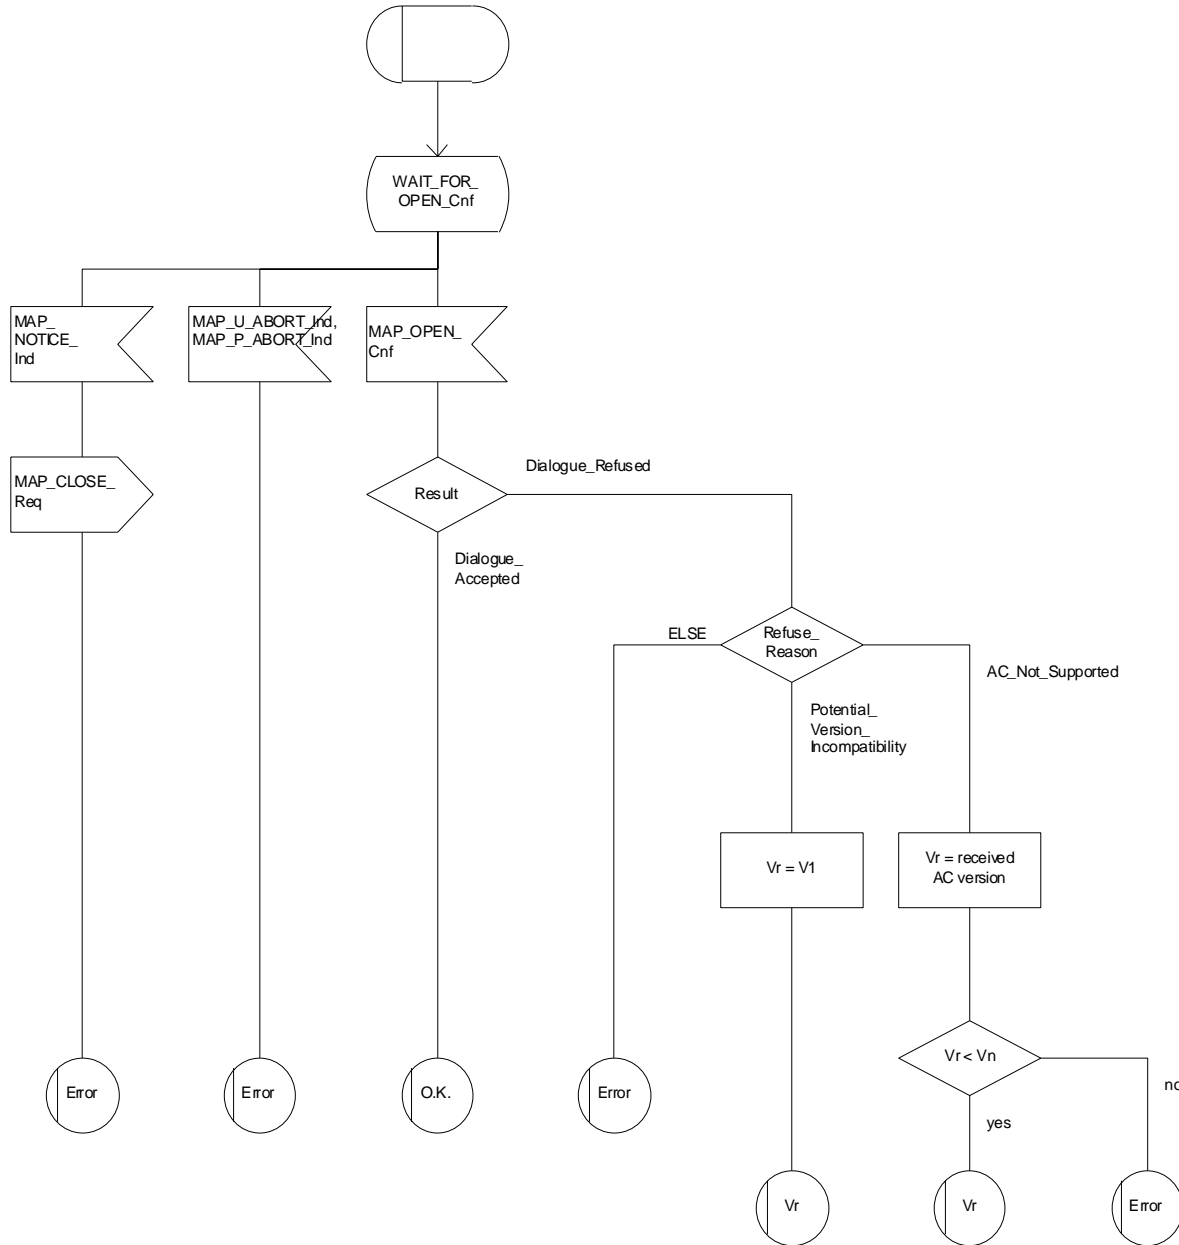 WAIT_FOR_
OPEN_Cnf
MAP_
NOTICE_
Ind
MAP_U_ABORT_Ind,
MAP_P_ABORT_Ind
MAP_OPEN_
Cnf
MAP_CLOSE_
Req
Result
Dialogue_Refused
Dialogue_
Accepted
ELSE
Refuse_
Reason
AC_Not_Supported
Potential_
Version_
Incompatibility
Vr = V1
Vr = received
AC version
Vr < Vn
no
yes
Error
Error
O.K.
Error
Vr
Vr
Error